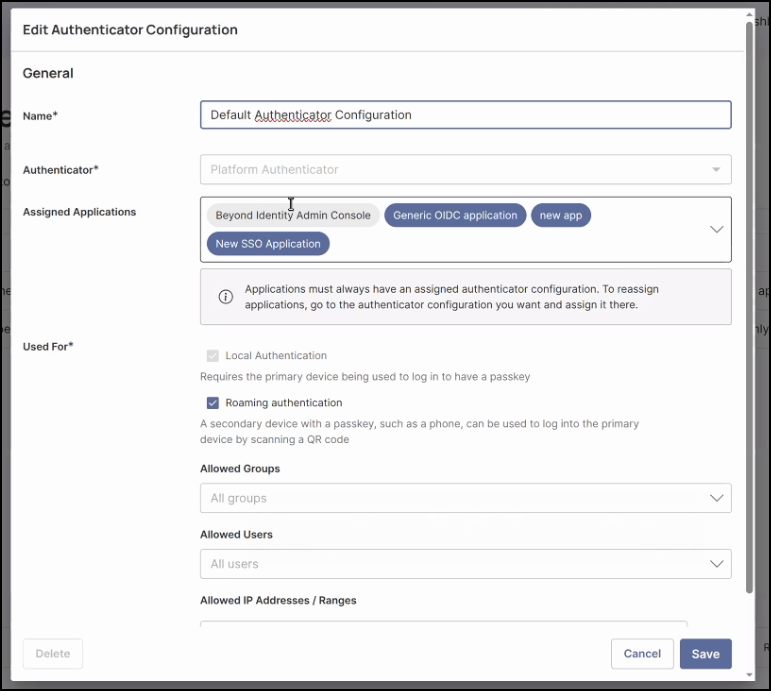 Edit Authenticator Configuration
General
Name*
Default Authenticator Configuration
Authenticator*
Platform Authenticator
Assigned Applications
Beyond Identity Admin Console
Generic OIDC application
new app
New SSO Application
Applications must always have an assigned authenticator configuration. To reassign
applications, go to the authenticator configuration you want and assign it there.
Used For*
Local Authentication
Requires the primary device being used to log in to have a passkey
Roaming authentication
A secondary device with a passkey, such as a phone, can be used to log into the primary
device by scanning a QR code
Allowed Groups
All groups
Allowed Users
All users
Allowed IP Addresses / Ranges
Delete
Cancel
Save